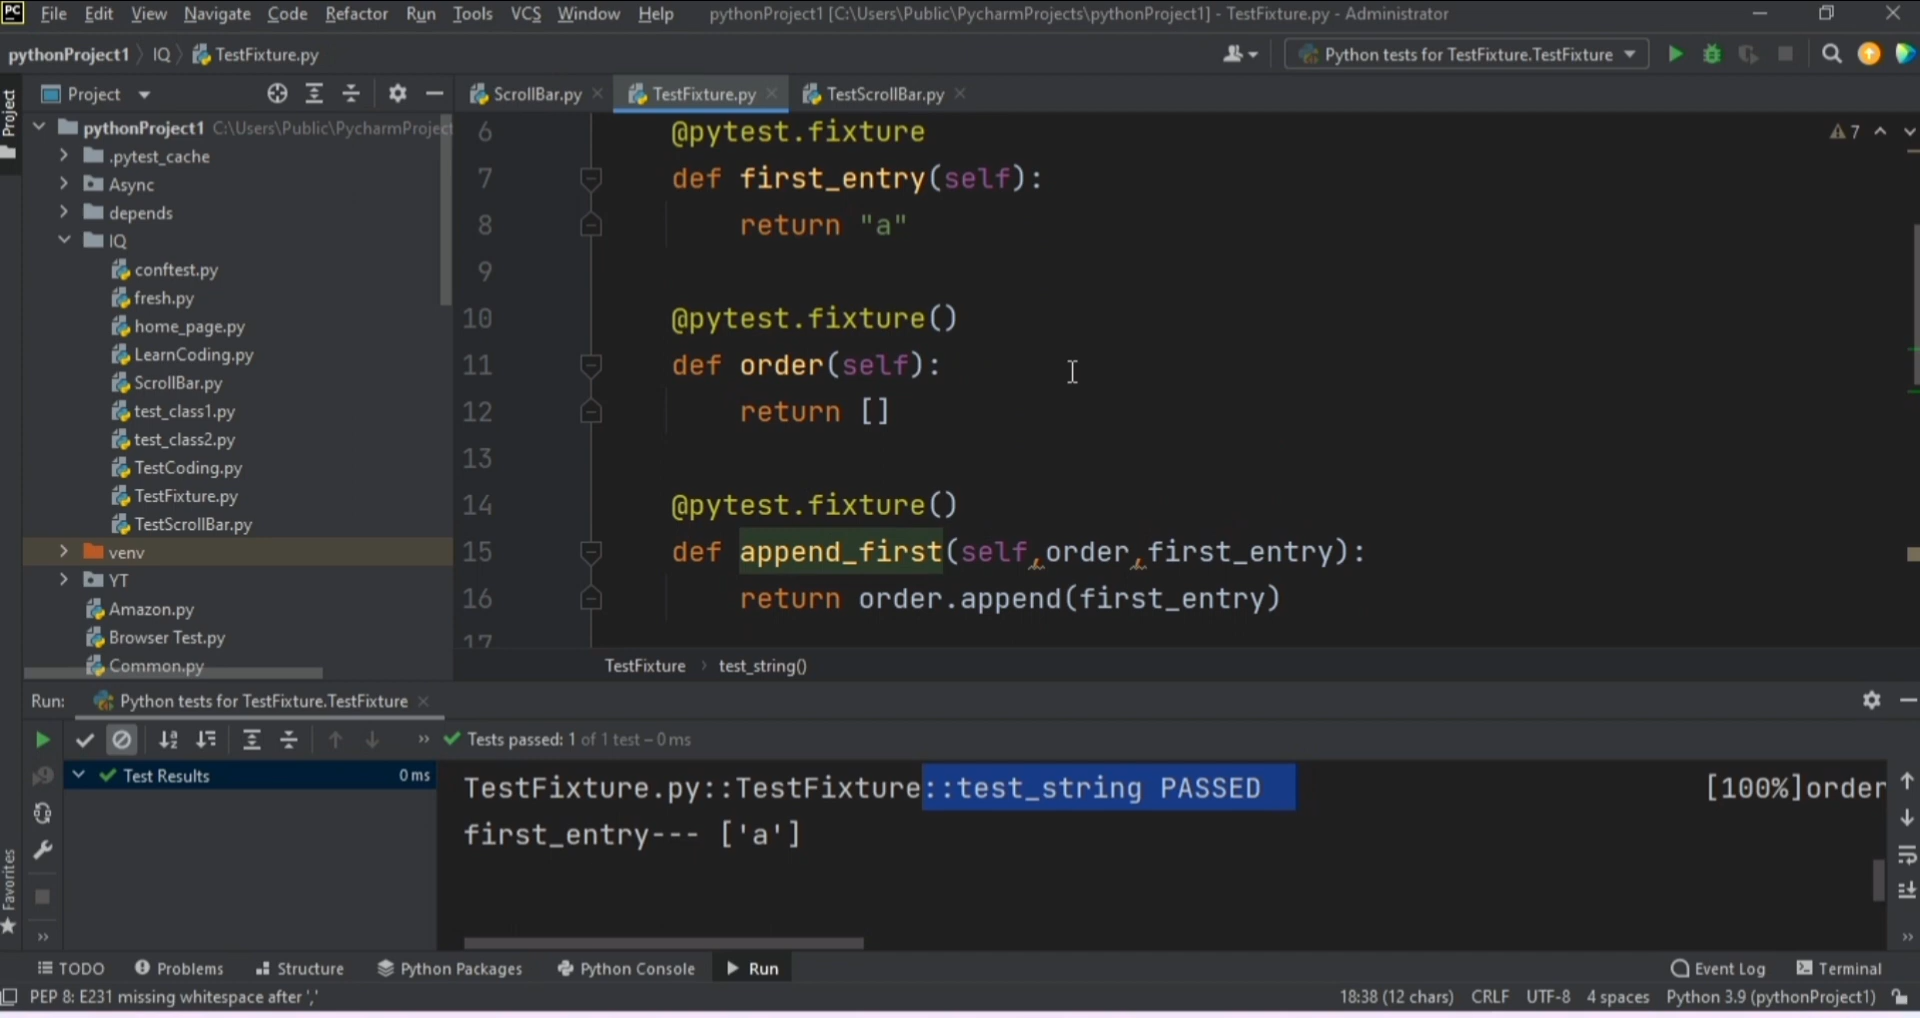 PC File Edit View Navigate Code Refactor Run Tools VCS Window Help pythonProject1 [C:\Users\Public\PycharmProjects\pythonProject1] - TestFixture.py - Administrator
pythonProject1 IQ TestFixture.py Python tests for TestFixture.TestFixture
Project
Project ScrollBar.py TestFixture.py TestScrollBar.py
pythonProject1 C:\Users\Public\PycharmProject
.pytest_cache
Async
depends
IQ
conftest.py
fresh.py
home_page.py
LearnCoding.py
ScrollBar.py
test_class1.py
test_class2.py
TestCoding.py
TestFixture.py
TestScrollBar.py
venv
YT
Amazon.py
Browser Test.py
Common.py
7
6 @pytest.fixture
7 def first_entry(self):
8 return "a"
9
10 @pytest.fixture()
11 def order(self):
12 return []
13
14 @pytest.fixture()
15 def append_first(self,order,first_entry):
16 return order.append(first_entry)
17
TestFixture test_string()
Run: Python tests for TestFixture.TestFixture
Tests passed: 1 of 1 test – 0 ms
Test Results 0 ms
TestFixture.py::TestFixture::test_string PASSED [100%]order
first_entry--- ['a']
Favorites
TODO Problems Structure Python Packages Python Console Run Event Log Terminal
PEP 8: E231 missing whitespace after ',' 18:38 (12 chars) CRLF UTF-8 4 spaces Python 3.9 (pythonProject1)